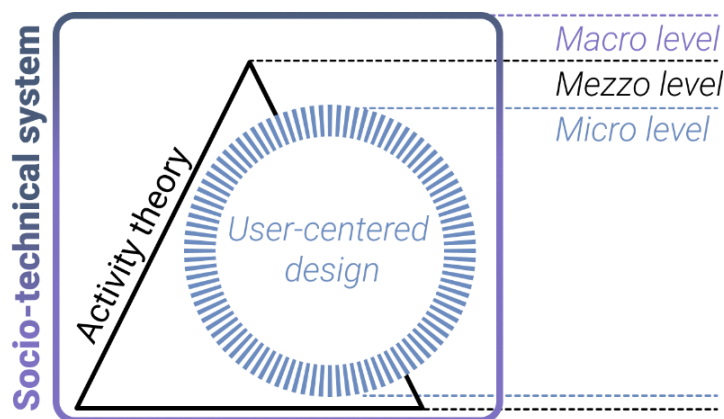 Socio-technical system
Activity theory
User-centered
design
Macro level
Mezzo level
Micro level